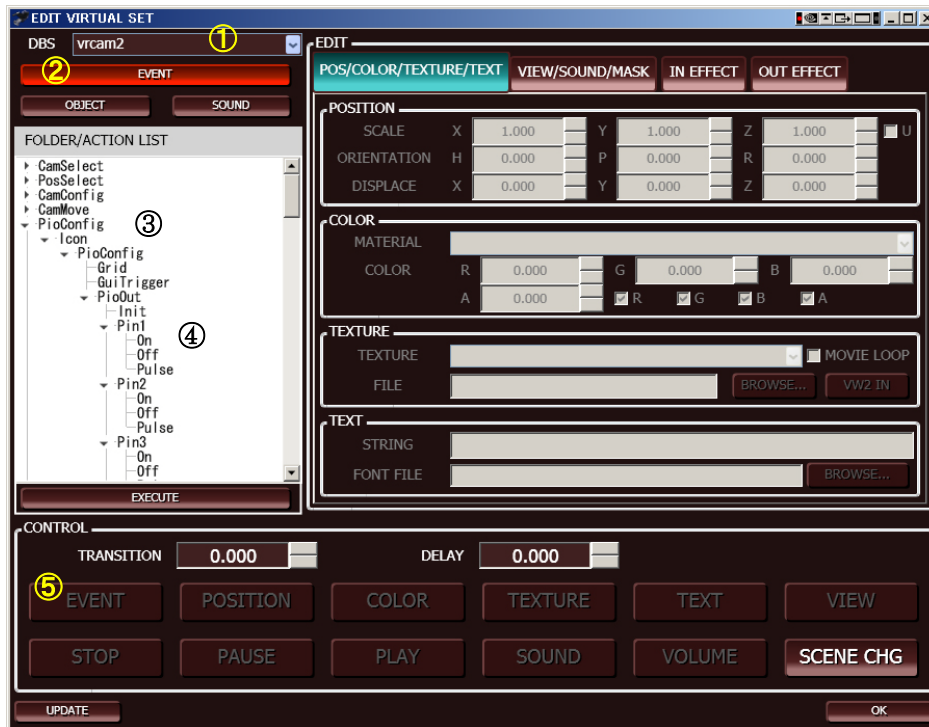 EDIT VIRTUAL SET
DBS vrcam2 ①
② EVENT
OBJECT SOUND
FOLDER/ACTION LIST
CamSelect
PosSelect
CamConfig
CamMove
PioConfig ③
Icon
PioConfig
Grid
GuiTrigger
PioOut
Init
Pin1 ④
On
Off
Pulse
Pin2
On
Off
Pulse
Pin3
On
Off
EXECUTE
EDIT
POS/COLOR/TEXTURE/TEXT VIEW/SOUND/MASK IN EFFECT OUT EFFECT
POSITION
SCALE X 1.000 Y 1.000 Z 1.000 U
ORIENTATION H 0.000 P 0.000 R 0.000
DISPLACE X 0.000 Y 0.000 Z 0.000
COLOR
MATERIAL
COLOR R 0.000 G 0.000 B 0.000
A 0.000 R G B A
TEXTURE
TEXTURE MOVIE LOOP
FILE BROWSE... VW2 IN
TEXT
STRING
FONT FILE BROWSE...
CONTROL
TRANSITION 0.000 DELAY 0.000
⑤ EVENT POSITION COLOR TEXTURE TEXT VIEW
STOP PAUSE PLAY SOUND VOLUME SCENE CHG
UPDATE OK